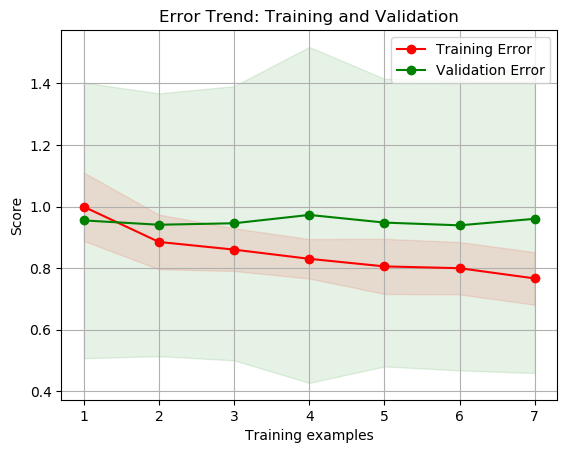 Error Trend: Training and Validation
Training Error
Validation Error
Score
1.4
1.2
1.0
0.8
0.6
0.4
1 2 3 4 5 6 7
Training examples